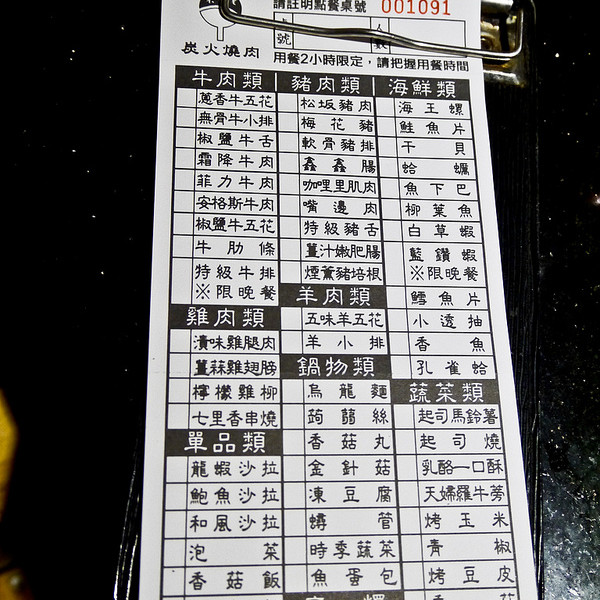 請註明點餐桌號 001091
桌號
人數
炭火燒肉
用餐2小時限定，請把握用餐時間
牛肉類
蔥香牛五花
無骨牛小排
椒鹽牛舌
霜降牛肉
菲力牛肉
安格斯牛肉
椒鹽牛五花
牛肋條
特級牛排
※限晚餐
雞肉類
漬味雞腿肉
薑蒜雞翅膀
檸檬雞柳
七里香串燒
單品類
龍蝦沙拉
鮑魚沙拉
和風沙拉
泡菜
香菇飯
豬肉類
松坂豬肉
梅花豬
軟骨豬排
鑫鑫腸
咖哩里肌肉
嘴邊肉
特級豬舌
薑汁嫩肥腸
煙薰豬培根
羊肉類
五味羊五花
羊小排
鍋物類
烏龍麵
蒟蒻絲
香菇丸
金針菇
凍豆腐
蟳管
時季蔬菜
魚蛋包
海鮮類
海王螺
鮭魚片
干貝
蛤蠣
魚下巴
柳葉魚
白草蝦
藍鑽蝦
※限晚餐
鱈魚片
小透抽
香魚
孔雀蛤
蔬菜類
起司馬鈴薯
起司燒
乳酪一口酥
天婦羅牛蒡
烤玉米
青椒
烤豆皮